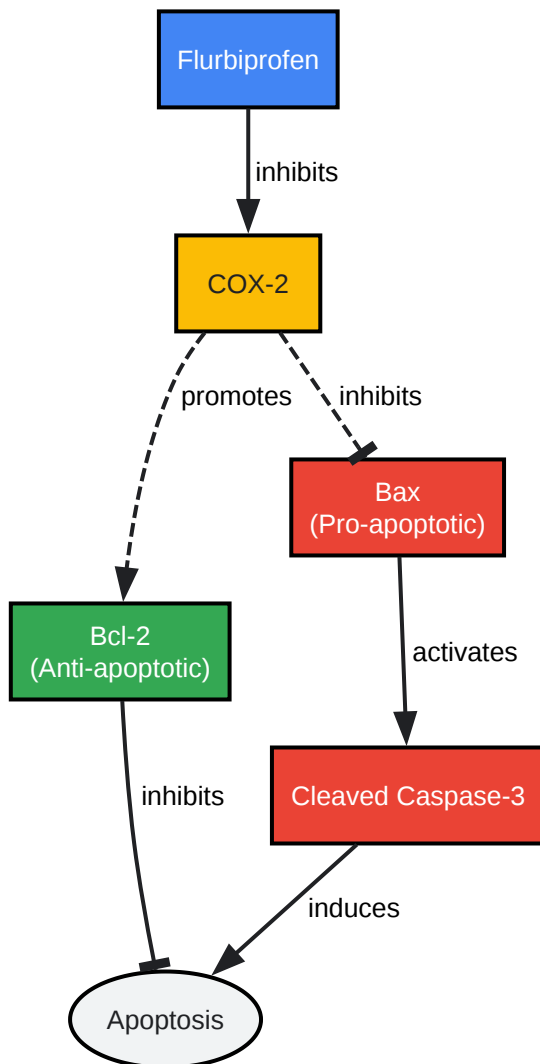 Flurbiprofen
inhibits
COX-2
promotes
inhibits
Bax
(Pro-apoptotic)
Bcl-2
(Anti-apoptotic)
activates
inhibits
Cleaved Caspase-3
induces
Apoptosis